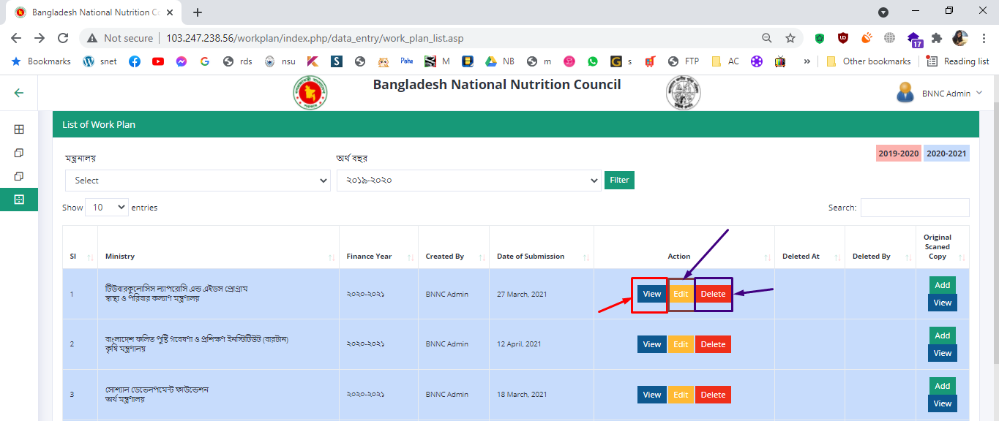 Bangladesh National Nutrition Co
Not secure
103.247.238.56/workplan/index.php/data_entry/work_plan_list.asp
17
Bookmarks
snet
rds
nsu
M
NB
m
s
FTP
AC
»
Other bookmarks
Reading list
Bangladesh National Nutrition Council
BNNC Admin
List of Work Plan
2019-2020 2020-2021
মন্ত্রনালয়
অর্থ বছর
Select
২০১৯-২০২০
Filter
Show 10 entries
Search:
Sl Ministry Finance Year Created By Date of Submission Action Deleted At Deleted By
Original
Scaned
Copy
1
টিউবারকুলোসিস ল্যাপরোসি এন্ড এইডস প্রোগ্রাম
স্বাস্থ্য ও পরিবার কল্যাণ মন্ত্রণালয়
২০২০-২০২১ BNNC Admin 27 March, 2021 View Edit Delete
Add
View
2
বাংলাদেশ ফলিত পুষ্টি গবেষণা ও প্রশিক্ষণ ইনস্টিটিউট (বারটান)
কৃষি মন্ত্রণালয়
২০২০-২০২১ BNNC Admin 12 April, 2021 View Edit Delete
Add
View
3
সোশ্যাল ডেভেলপমেন্ট ফাউন্ডেশন
অর্থ মন্ত্রণালয়
২০২০-২০২১ BNNC Admin 18 March, 2021 View Edit Delete
Add
View